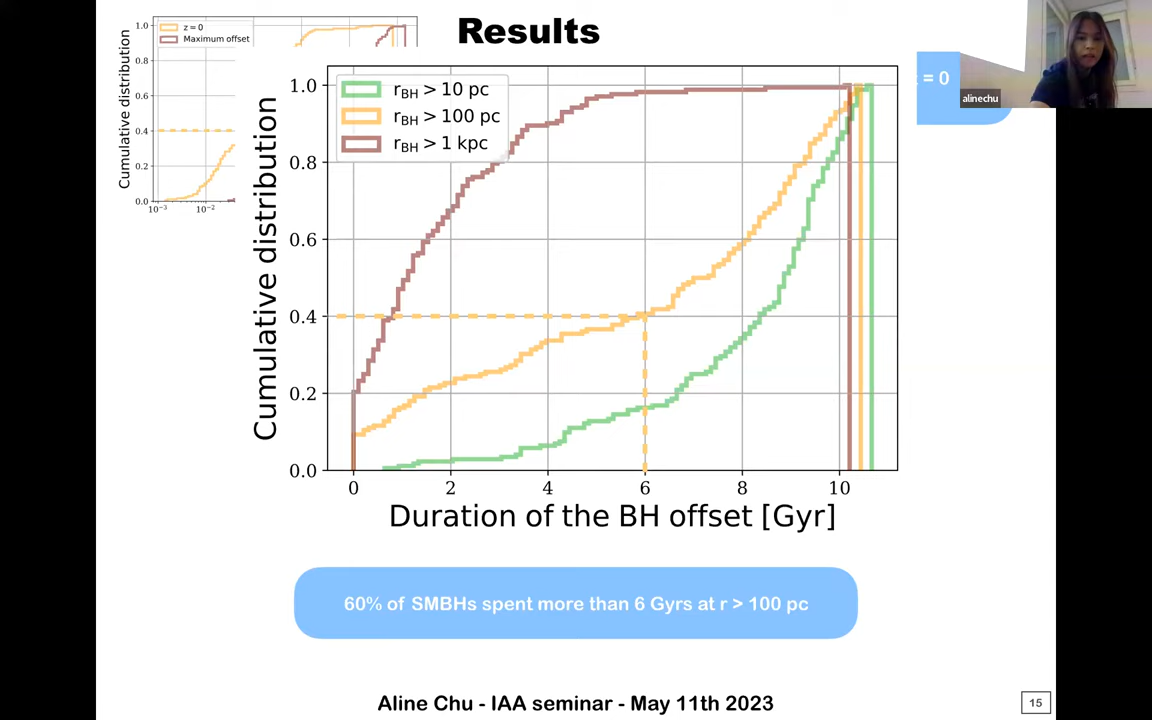 Results
z = 0
Maximum offset
Cumulative distribution
1.0
0.8
0.6
0.4
0.2
0.0
10⁻³
10⁻²
r_BH > 10 pc
r_BH > 100 pc
r_BH > 1 kpc
Cumulative distribution
1.0
0.8
0.6
0.4
0.2
0.0
0 2 4 6 8 10
Duration of the BH offset [Gyr]
= 0
alinechu
60% of SMBHs spent more than 6 Gyrs at r > 100 pc
Aline Chu - IAA seminar - May 11th 2023
15